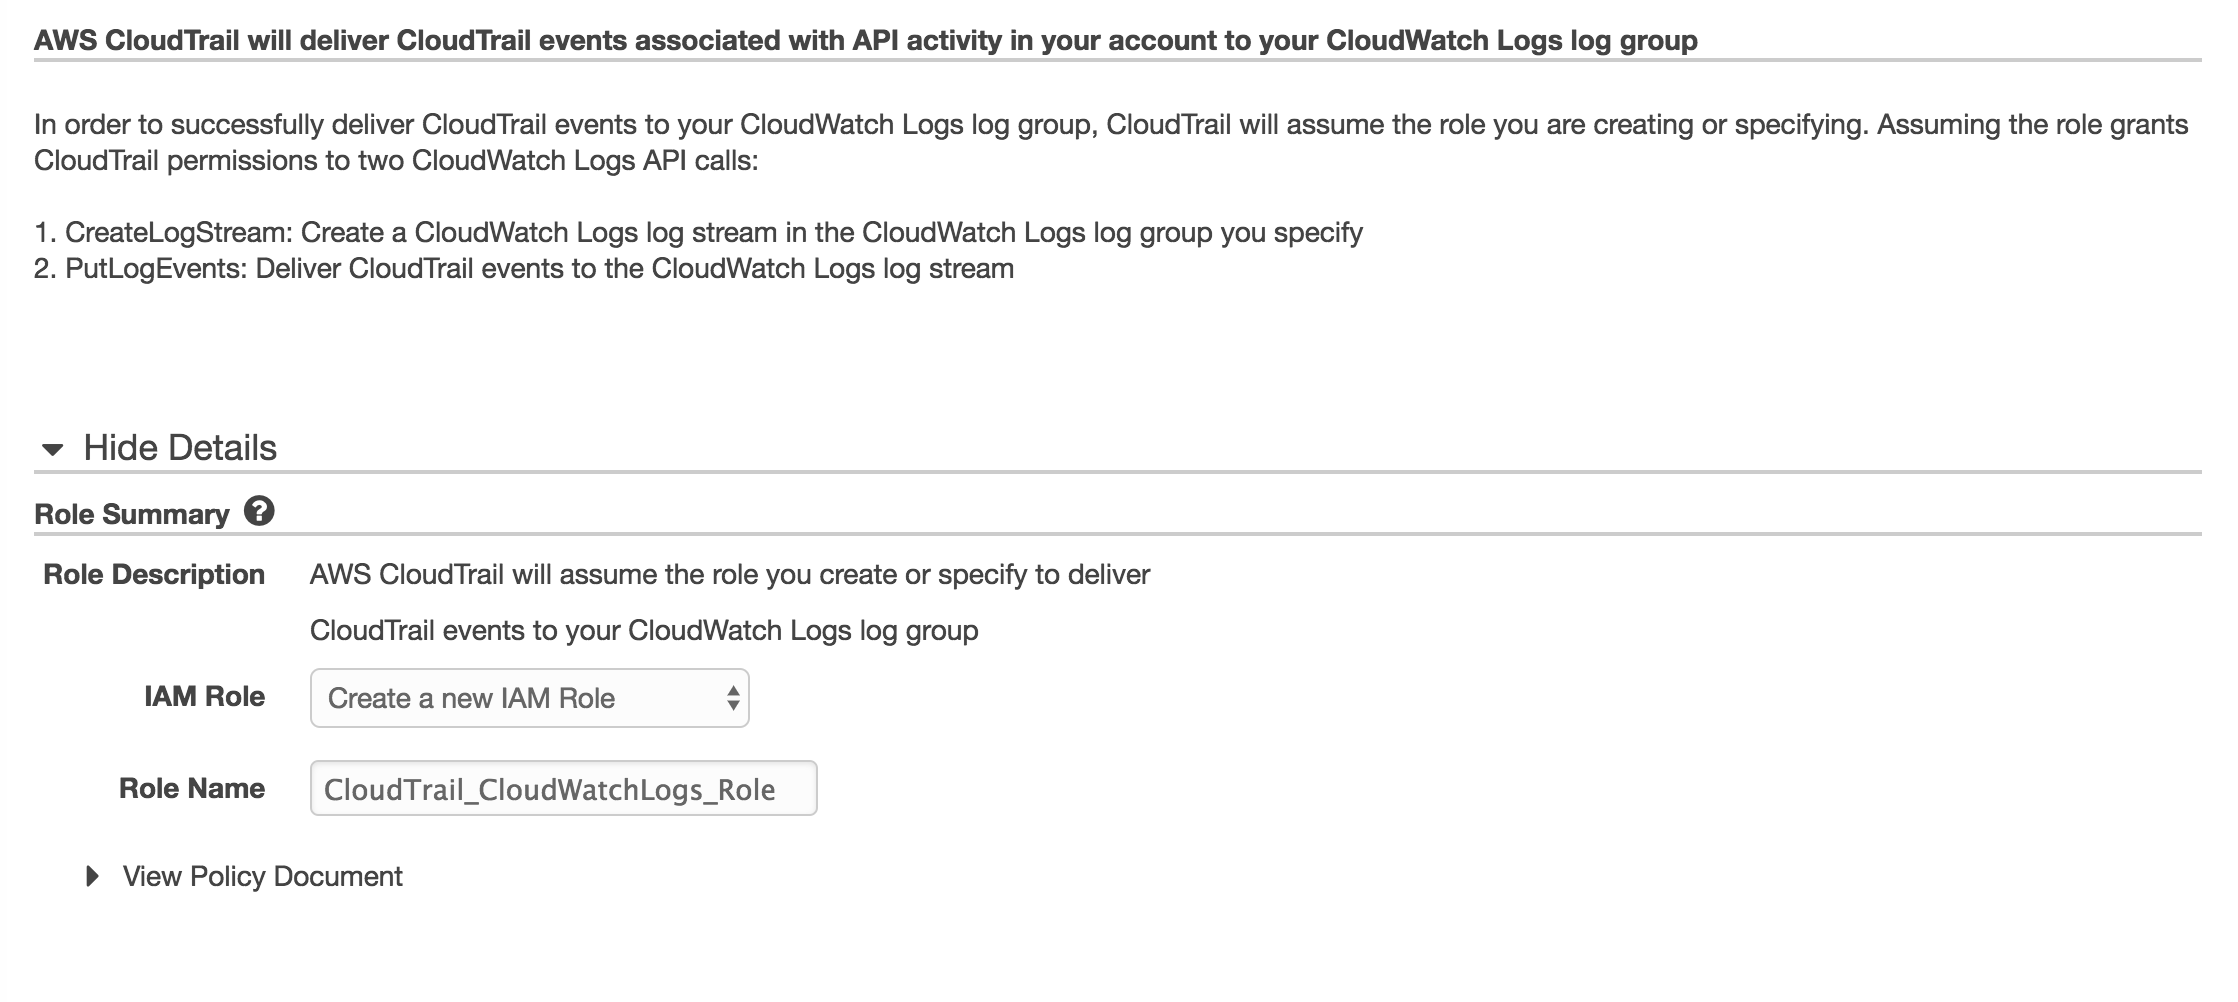 AWS CloudTrail will deliver CloudTrail events associated with API activity in your account to your CloudWatch Logs log group
In order to successfully deliver CloudTrail events to your CloudWatch Logs log group, CloudTrail will assume the role you are creating or specifying. Assuming the role grants
CloudTrail permissions to two CloudWatch Logs API calls:
1. CreateLogStream: Create a CloudWatch Logs log stream in the CloudWatch Logs log group you specify
2. PutLogEvents: Deliver CloudTrail events to the CloudWatch Logs log stream
Hide Details
Role Summary ?
Role Description AWS CloudTrail will assume the role you create or specify to deliver
CloudTrail events to your CloudWatch Logs log group
IAM Role Create a new IAM Role
Role Name CloudTrail_CloudWatchLogs_Role
View Policy Document